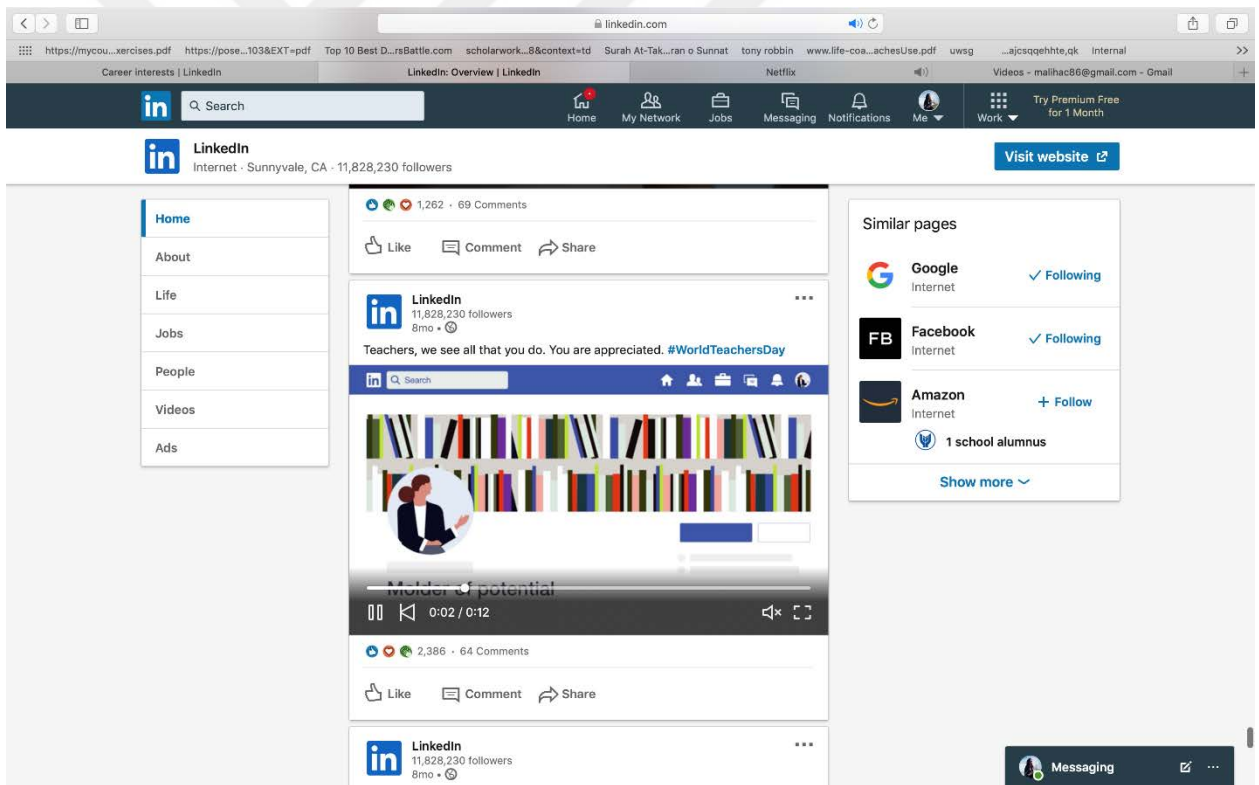 linkedin.com
https://mycou...xercises.pdf https://pose...103&EXT=pdf Top 10 Best D...rsBattle.com scholarwork...8&context=td Surah At-Tak...ran o Sunnat tony robbin www.life-coa...achesUse.pdf uwsg ...ajcsqqehhte,qk Internal >>
Career interests | LinkedIn LinkedIn: Overview | LinkedIn Netflix Videos - malihac86@gmail.com - Gmail
in Search Home My Network Jobs Messaging Notifications Me Work Try Premium Free
for 1 Month
in LinkedIn
Internet · Sunnyvale, CA · 11,828,230 followers
Visit website
Home
About
Life
Jobs
People
Videos
Ads
1,262 · 69 Comments
Like Comment Share
in LinkedIn
11,828,230 followers
8mo •
Teachers, we see all that you do. You are appreciated. #WorldTeachersDay
in Search
Molder of potential
0:02 / 0:12
2,386 · 64 Comments
Like Comment Share
in LinkedIn
11,828,230 followers
8mo •
Similar pages
Google
Internet
Following
FB Facebook
Internet
Following
Amazon
Internet
+ Follow
1 school alumnus
Show more
Messaging